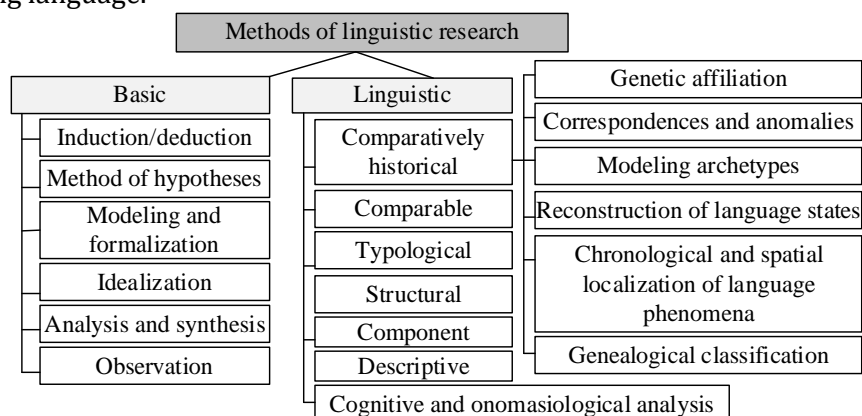 ng language.
Methods of linguistic research
Basic
Induction/deduction
Method of hypotheses
Modeling and
formalization
Idealization
Analysis and synthesis
Observation
Linguistic
Comparatively
historical
Comparable
Typological
Structural
Component
Descriptive
Cognitive and onomasiological analysis
Genetic affiliation
Correspondences and anomalies
Modeling archetypes
Reconstruction of language states
Chronological and spatial
localization of language
phenomena
Genealogical classification